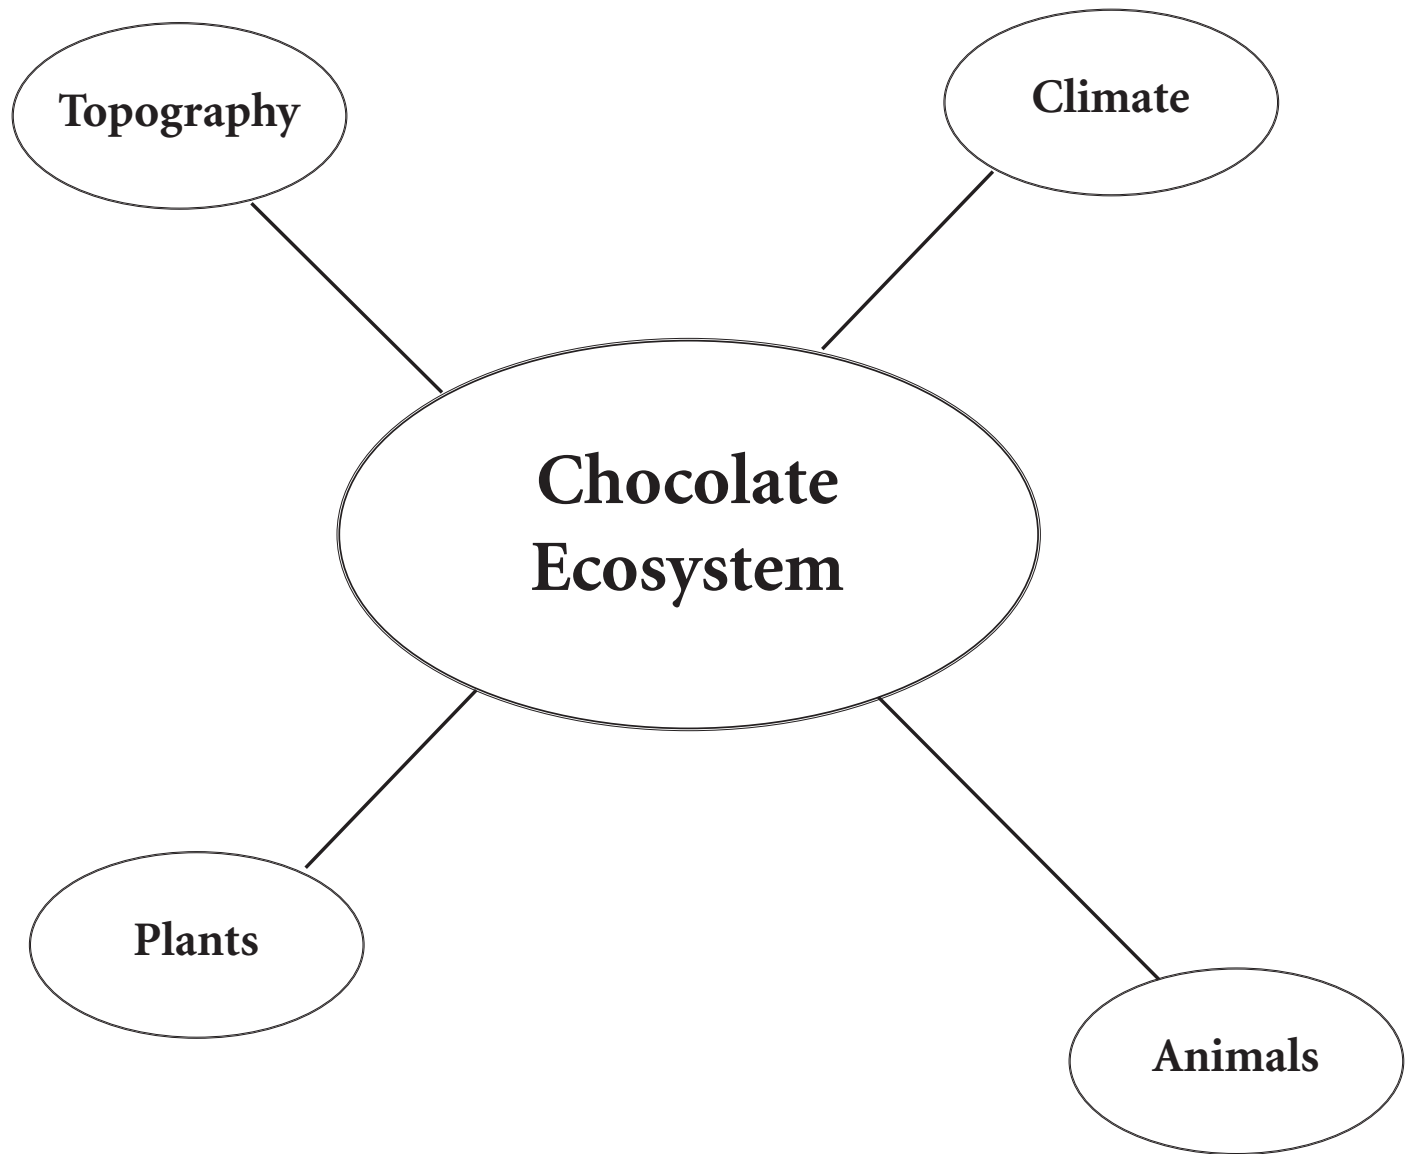 Topography
Climate
Chocolate
Ecosystem
Plants
Animals